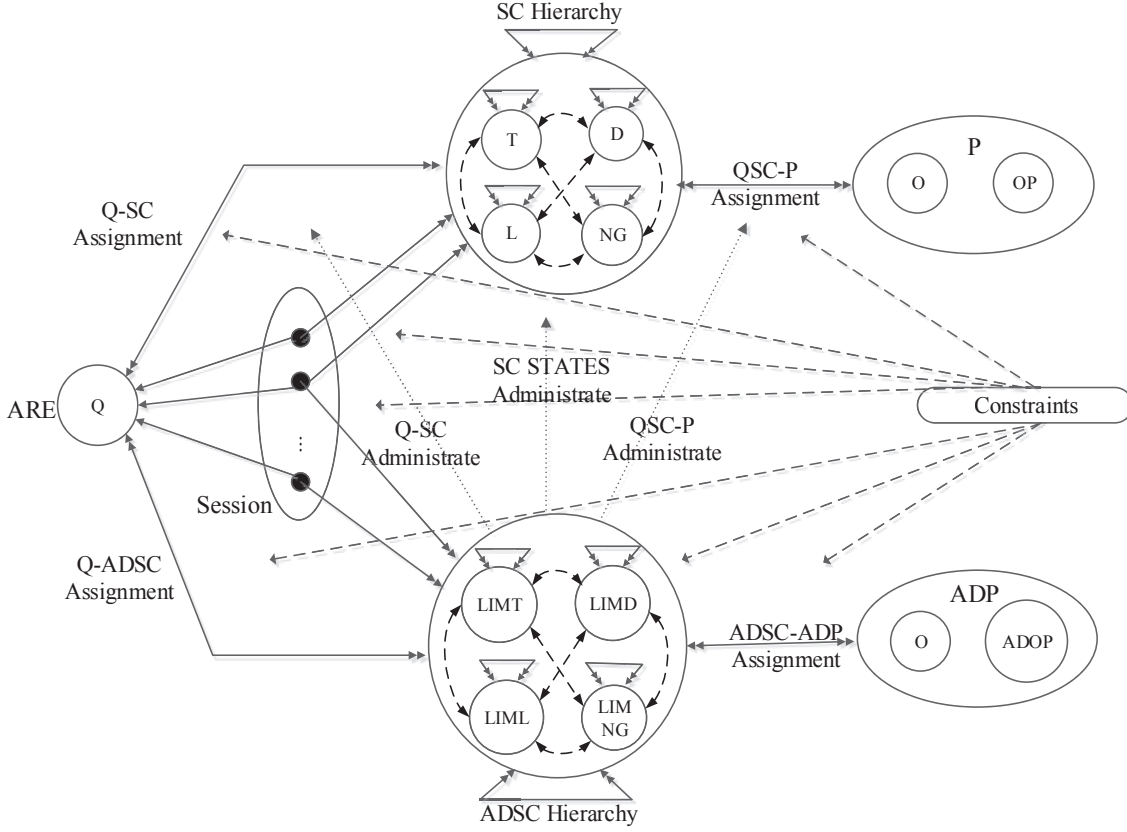 SC Hierarchy
T
D
L
NG
P
O
OP
QSC-P
Assignment
Q-SC
Assignment
SC STATES
Administrate
ARE
Q
Constraints
Q-SC
Administrate
QSC-P
Administrate
...
Session
Q-ADSC
Assignment
LIMT
LIMD
LIML
LIM
NG
ADSC-ADP
Assignment
ADP
O
ADOP
ADSC Hierarchy